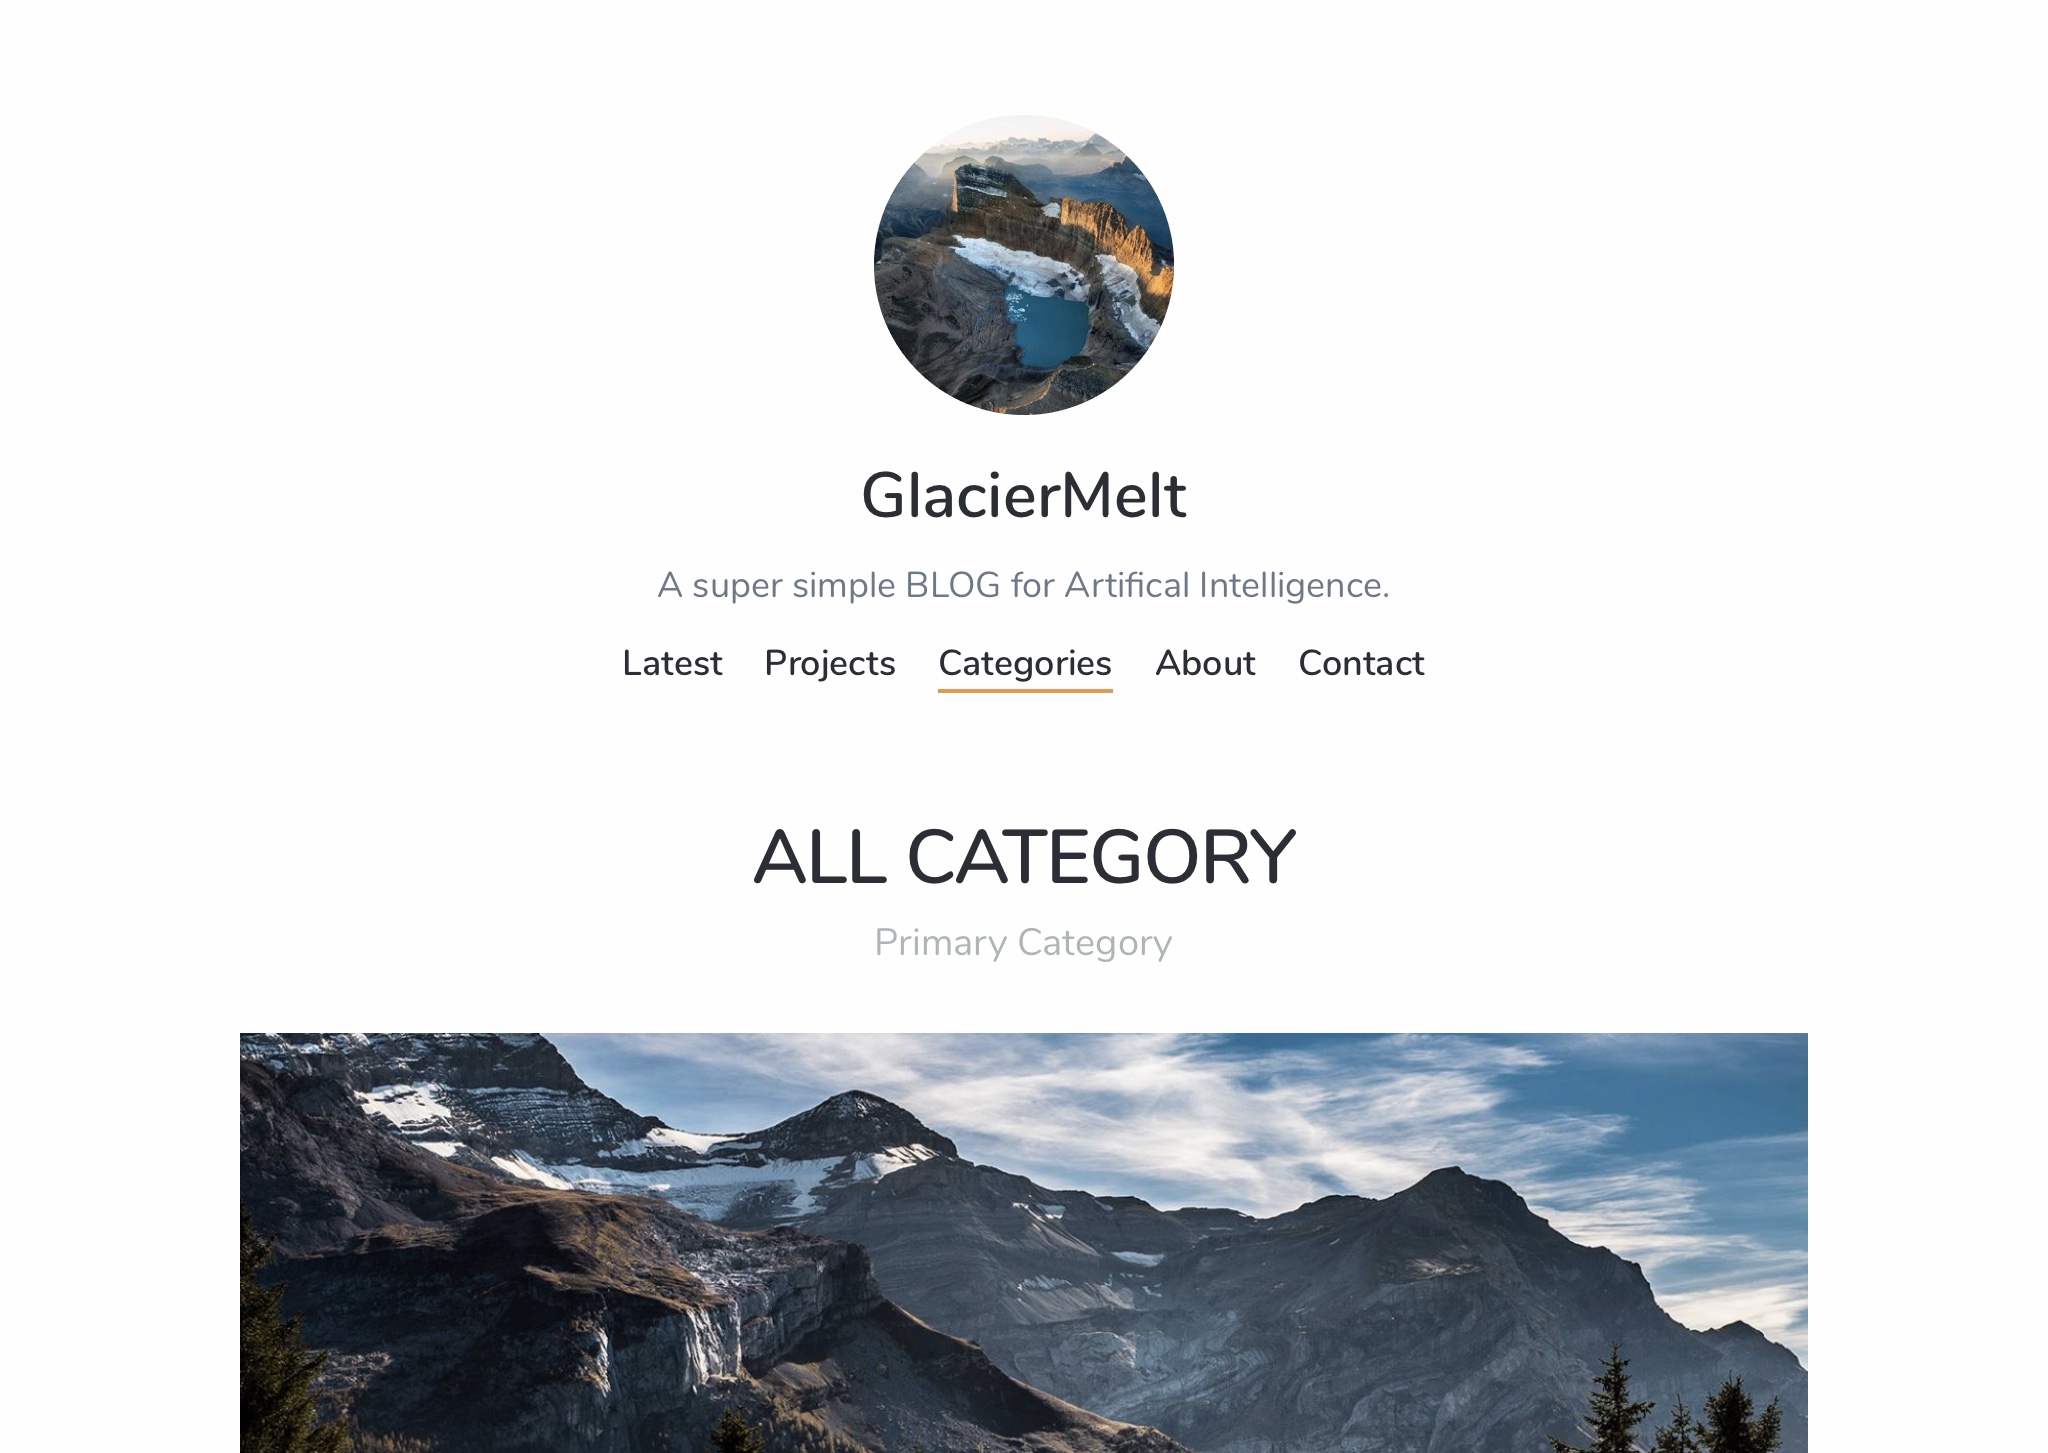 GlacierMelt
A super simple BLOG for Artifical Intelligence.
Latest Projects Categories About Contact
ALL CATEGORY
Primary Category